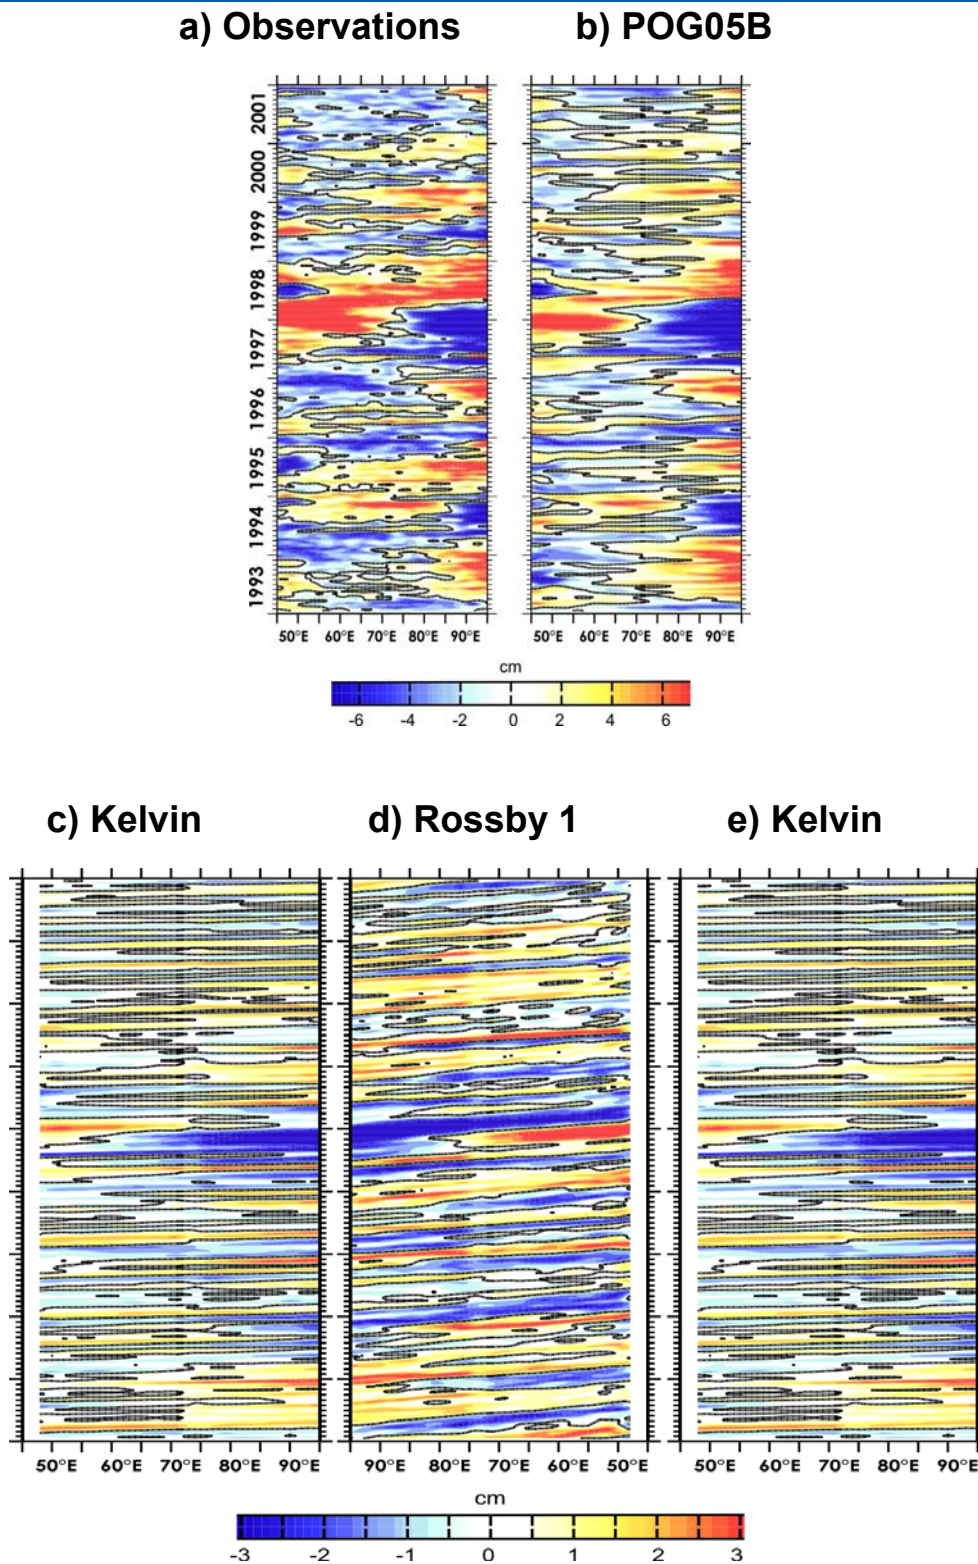 a) Observations b) POG05B
2001
2000
1999
1998
1997
1996
1995
1994
1993
50°E 60°E 70°E 80°E 90°E 50°E 60°E 70°E 80°E 90°E
cm
-6 -4 -2 0 2 4 6
c) Kelvin d) Rossby 1 e) Kelvin
50°E 60°E 70°E 80°E 90°E 90°E 80°E 70°E 60°E 50°E 50°E 60°E 70°E 80°E 90°E
cm
-3 -2 -1 0 1 2 3